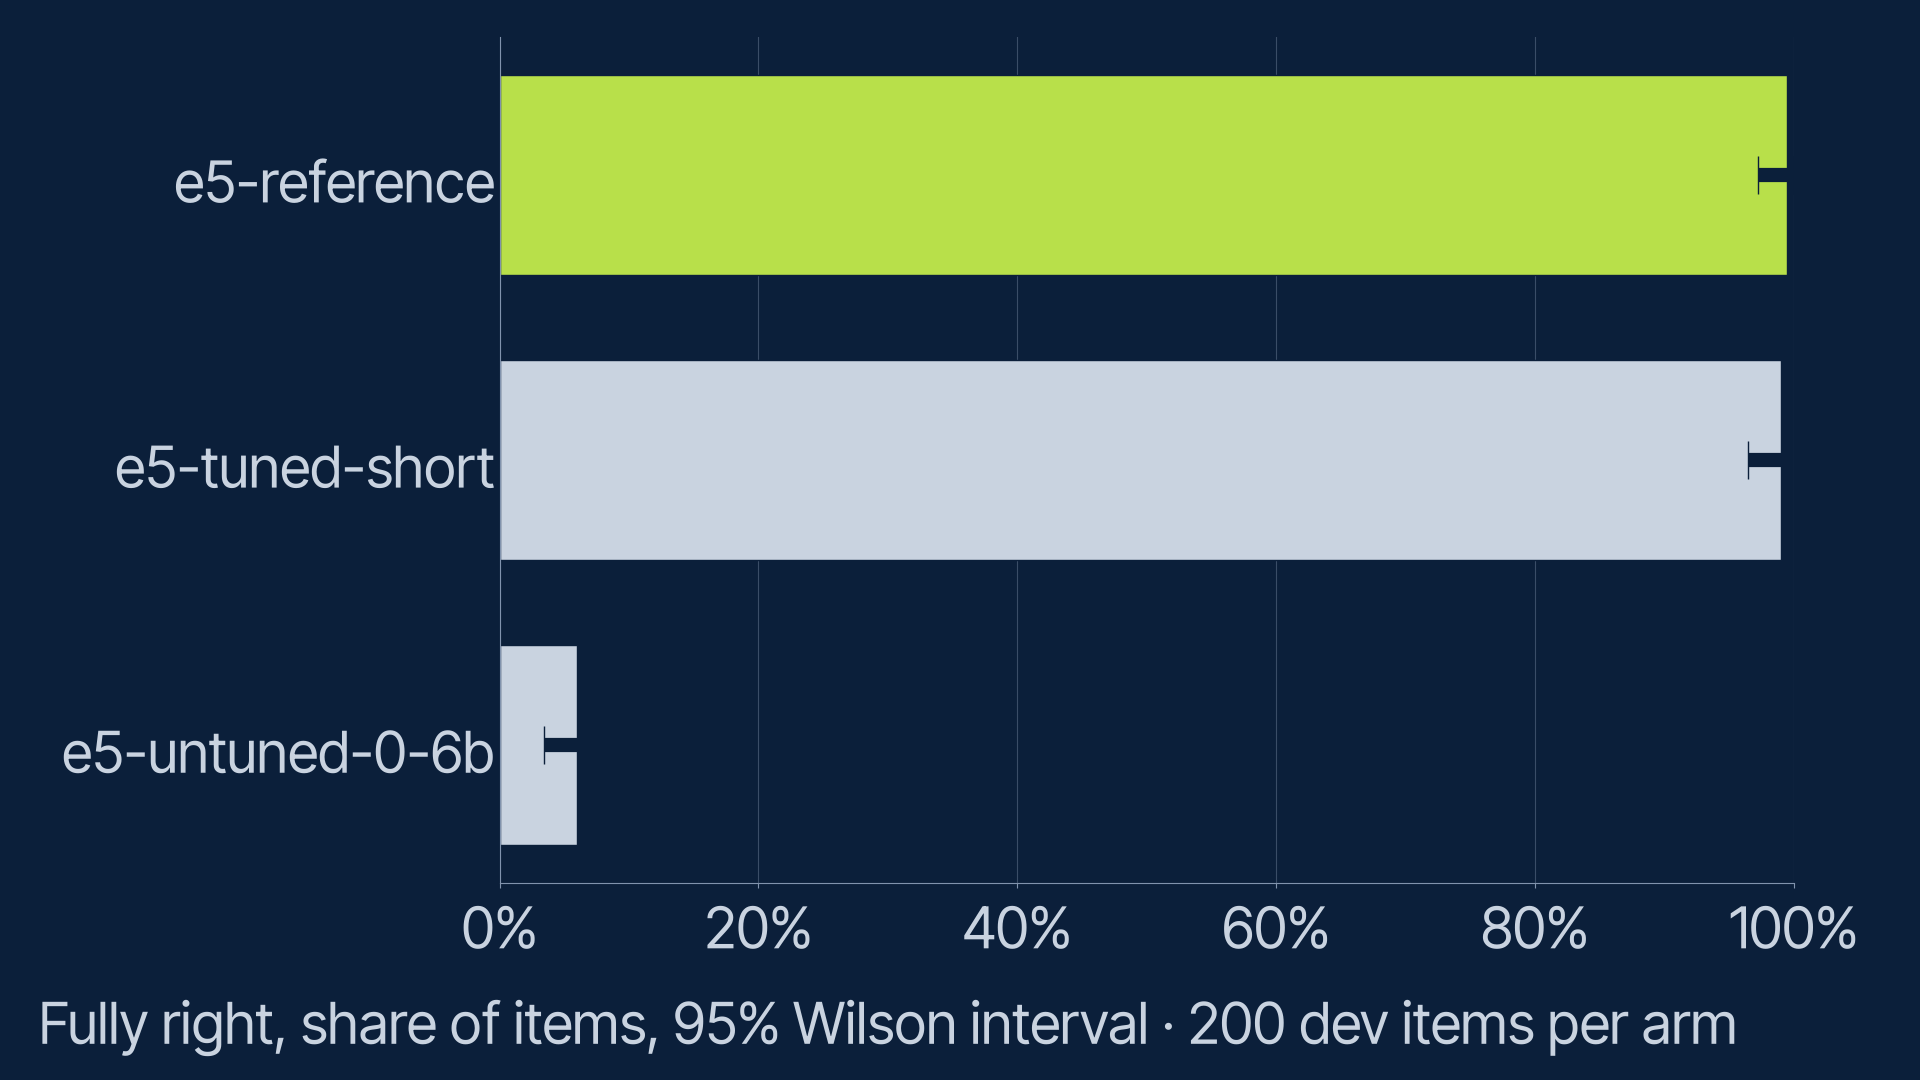 e5-reference
e5-tuned-short
e5-untuned-0-6b
0% 20% 40% 60% 80% 100%
Fully right, share of items, 95% Wilson interval · 200 dev items per arm